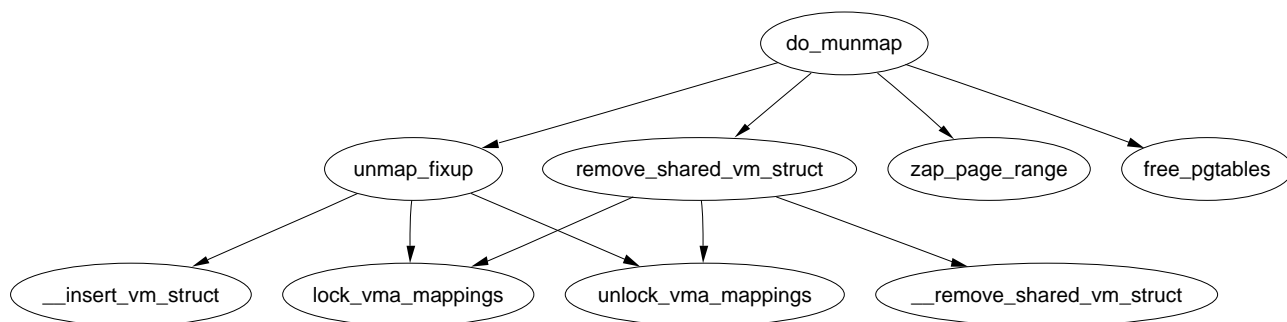 do_munmap
unmap_fixup
remove_shared_vm_struct
zap_page_range
free_pgtables
__insert_vm_struct
lock_vma_mappings
unlock_vma_mappings
__remove_shared_vm_struct